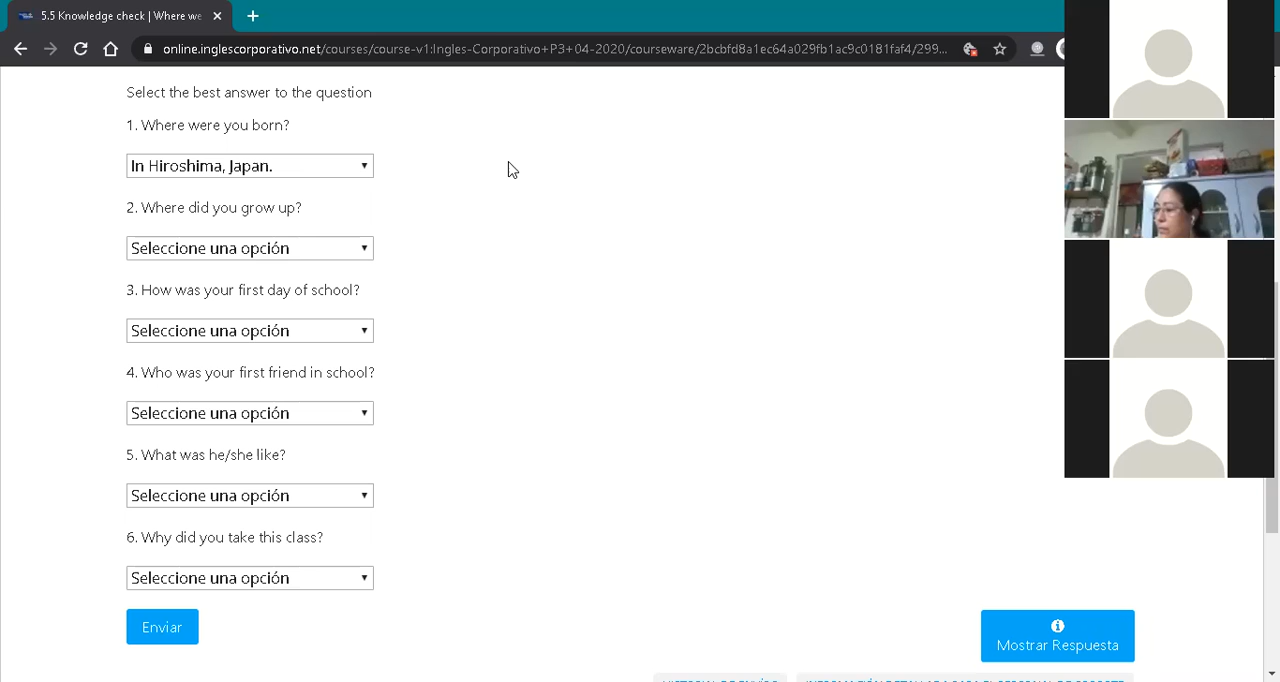 5.5 Knowledge check | Where we
online.inglescorporativo.net/courses/course-v1:Ingles-Corporativo+P3+04-2020/courseware/2bcbfd8a1ec64a029fb1ac9c0181faf4/299...
Select the best answer to the question
1. Where were you born?
In Hiroshima, Japan.
2. Where did you grow up?
Seleccione una opción
3. How was your first day of school?
Seleccione una opción
4. Who was your first friend in school?
Seleccione una opción
5. What was he/she like?
Seleccione una opción
6. Why did you take this class?
Seleccione una opción
Enviar
Mostrar Respuesta